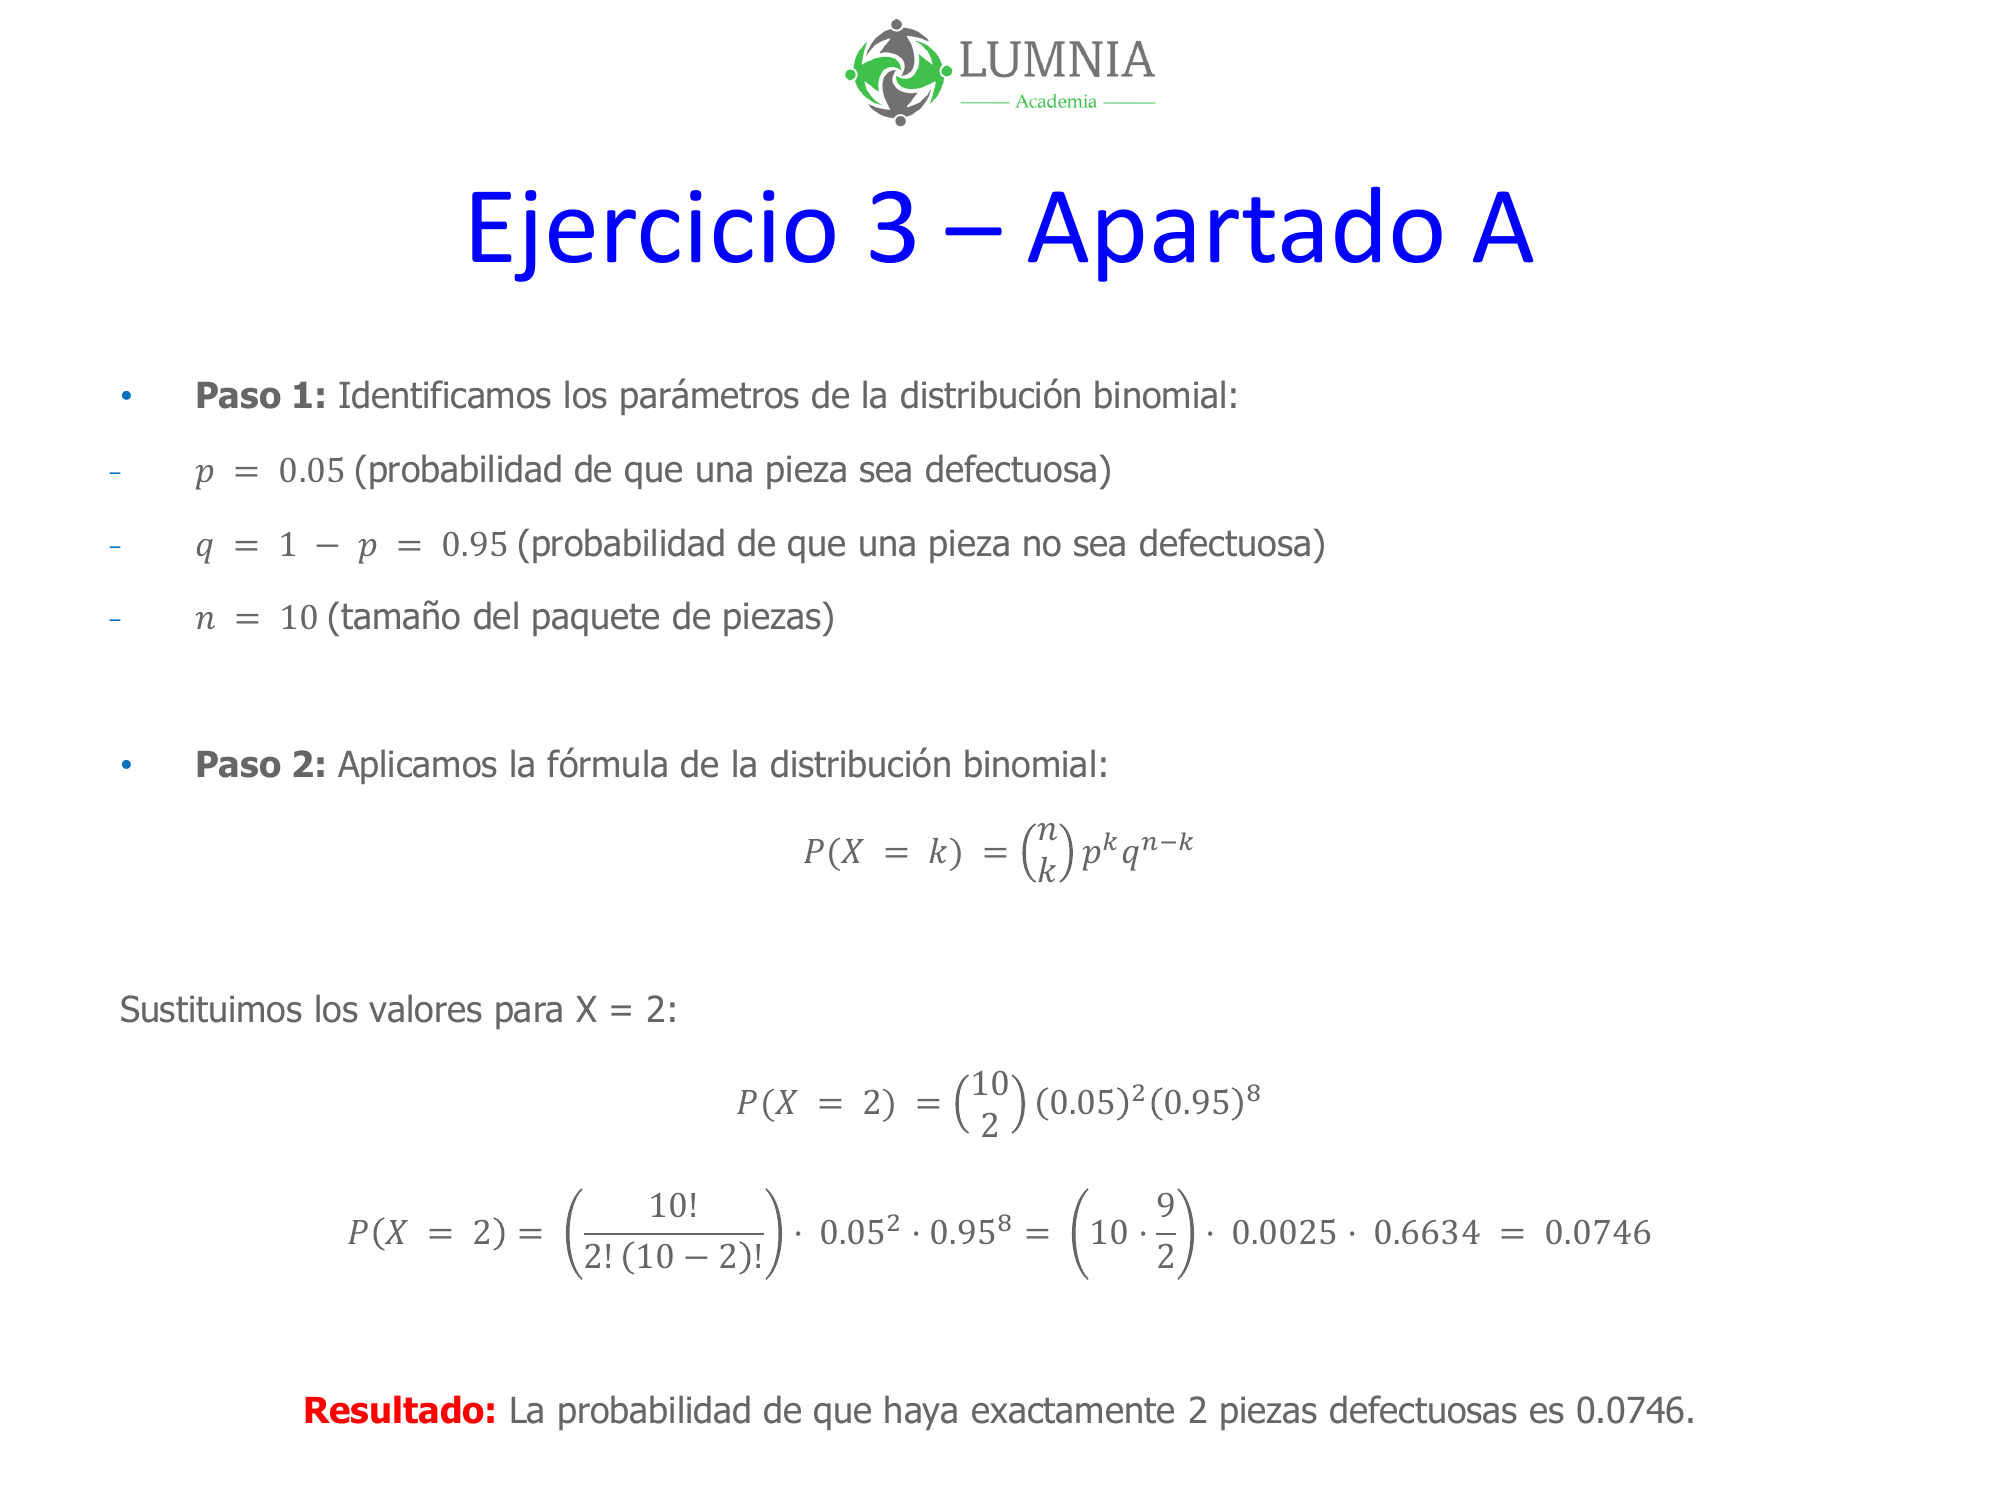 LUMNIA
Academia
Ejercicio 3 – Apartado A
• Paso 1: Identificamos los parámetros de la distribución binomial:
– p = 0.05 (probabilidad de que una pieza sea defectuosa)
– q = 1 − p = 0.95 (probabilidad de que una pieza no sea defectuosa)
– n = 10 (tamaño del paquete de piezas)
• Paso 2: Aplicamos la fórmula de la distribución binomial:
P(X = k) = \binom{n}{k} p^k q^{n−k}
Sustituimos los valores para X = 2:
P(X = 2) = \binom{10}{2} (0.05)^2 (0.95)^8
P(X = 2) = \left(\frac{10!}{2!(10−2)!}\right) · 0.05^2 · 0.95^8 = \left(10 · \frac{9}{2}\right) · 0.0025 · 0.6634 = 0.0746
Resultado: La probabilidad de que haya exactamente 2 piezas defectuosas es 0.0746.